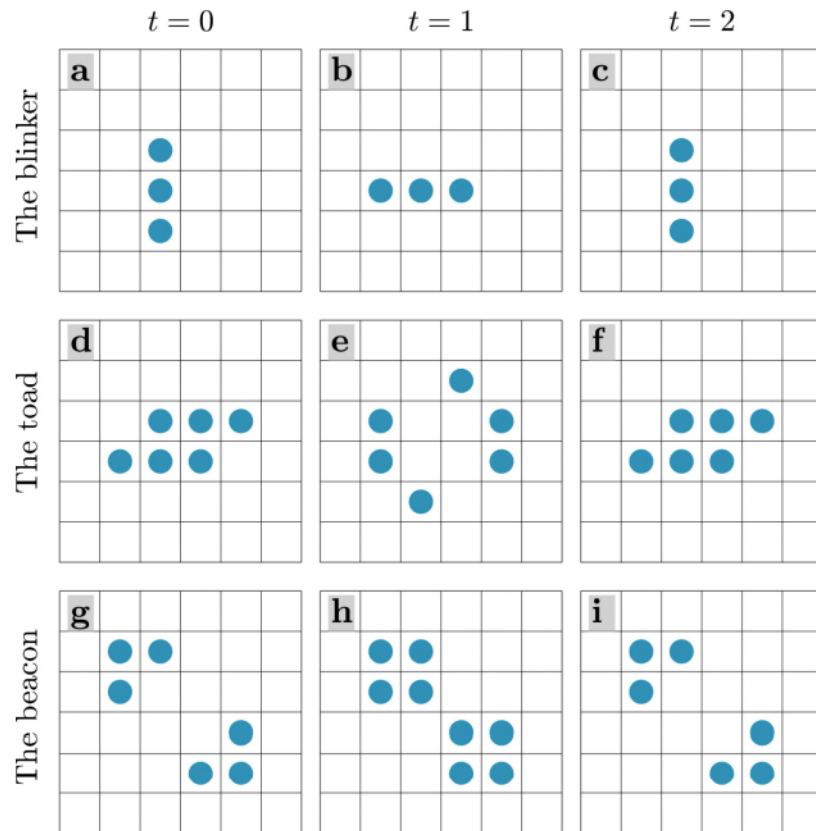 t = 0
t = 1
t = 2
The blinker
a
b
c
The toad
d
e
f
The beacon
g
h
i